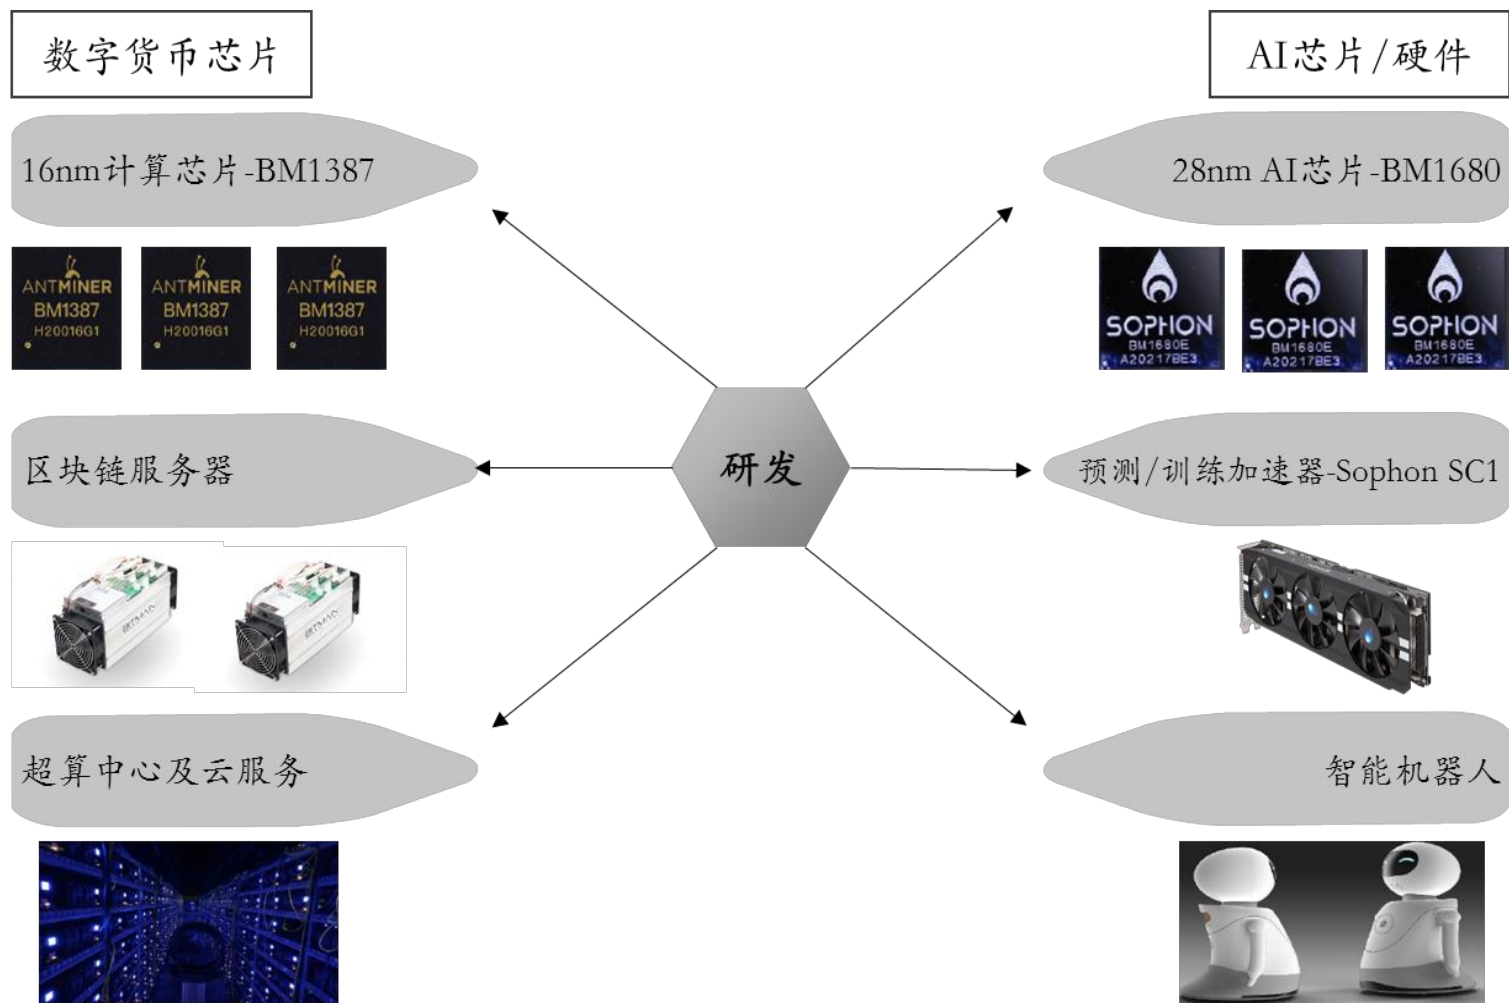 数字货币芯片
AI芯片/硬件
16nm计算芯片-BM1387
28nm AI芯片-BM1680
ANTMINER
BM1387
H20016G1
ANTMINER
BM1387
H20016G1
ANTMINER
BM1387
H20016G1
SOPHON
BM1680E
A20217BE3
SOPHON
BM1680E
A20217BE3
SOPHON
BM1680E
A20217BE3
研发
区块链服务器
预测/训练加速器-Sophon SC1
BITMAIN
BITMAIN
超算中心及云服务
智能机器人